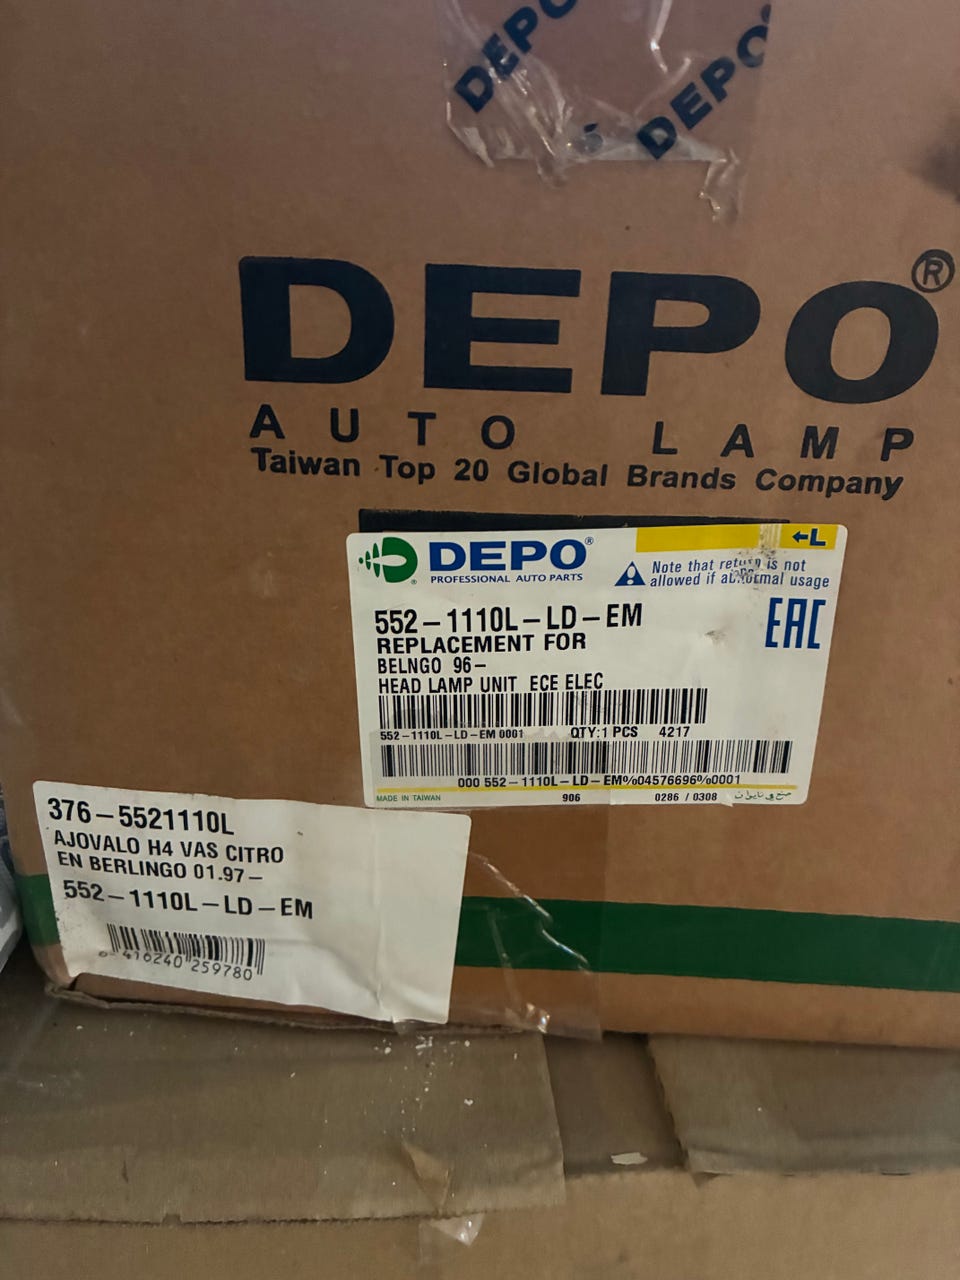 DEPO
DEPO
DEPO®
AUTO LAMP
Taiwan Top 20 Global Brands Company
DEPO®
PROFESSIONAL AUTO PARTS
←L
Note that return is not
allowed if abnormal usage
552-1110L-LD-EM
REPLACEMENT FOR
BELNGO 96-
HEAD LAMP UNIT ECE ELEC
EAC
552-1110L-LD-EM 0001 QTY:1 PCS 4217
000 552-1110L-LD-EM%04576696%0001
MADE IN TAIWAN 906 0286 / 0308 صنع في تايوان
376-5521110L
AJOVALO H4 VAS CITRO
EN BERLINGO 01.97-
552-1110L-LD-EM
6 416240 259780